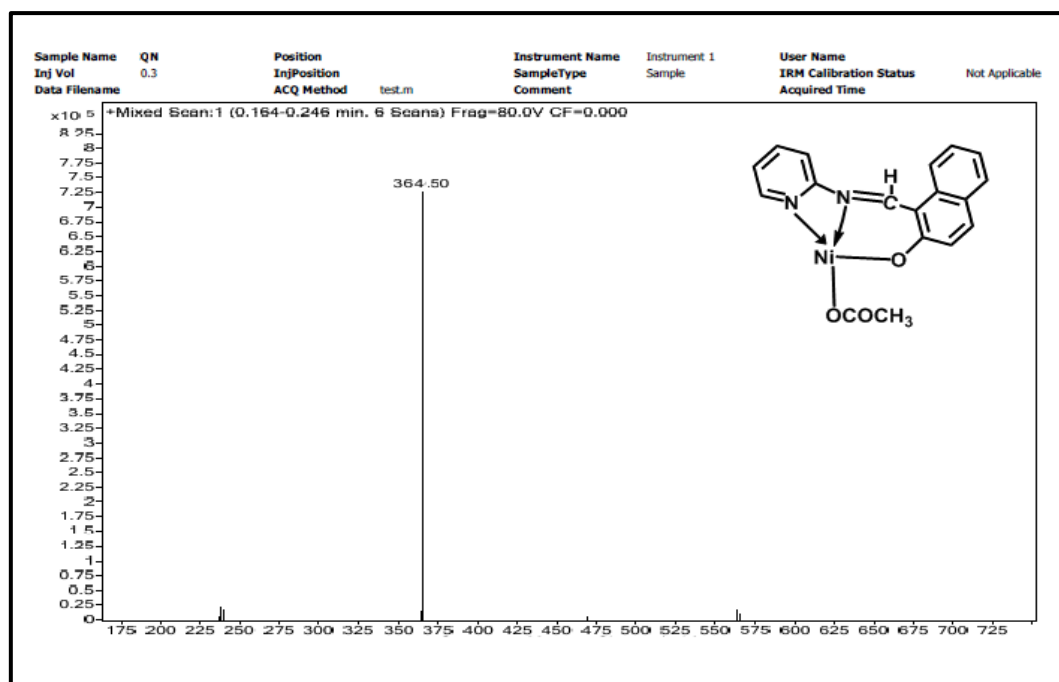 Sample Name QN Position Instrument Name Instrument 1 User Name
Inj Vol 0.3 InjPosition SampleType Sample IRM Calibration Status Not Applicable
Data Filename ACQ Method test.m Comment Acquired Time
x10 5 +Mixed Scan:1 (0.164-0.246 min, 6 Scans) Frag=80.0V CF=0.000
8.25
8
7.75
7.5
7.25
7
6.75
6.5
6.25
6
5.75
5.5
5.25
5
4.75
4.5
4.25
4
3.75
3.5
3.25
3
2.75
2.5
2.25
2
1.75
1.5
1.25
1
0.75
0.5
0.25
0
364.50
H
N
N
C
Ni
O
OCOCH3
175 200 225 250 275 300 325 350 375 400 425 450 475 500 525 550 575 600 625 650 675 700 725